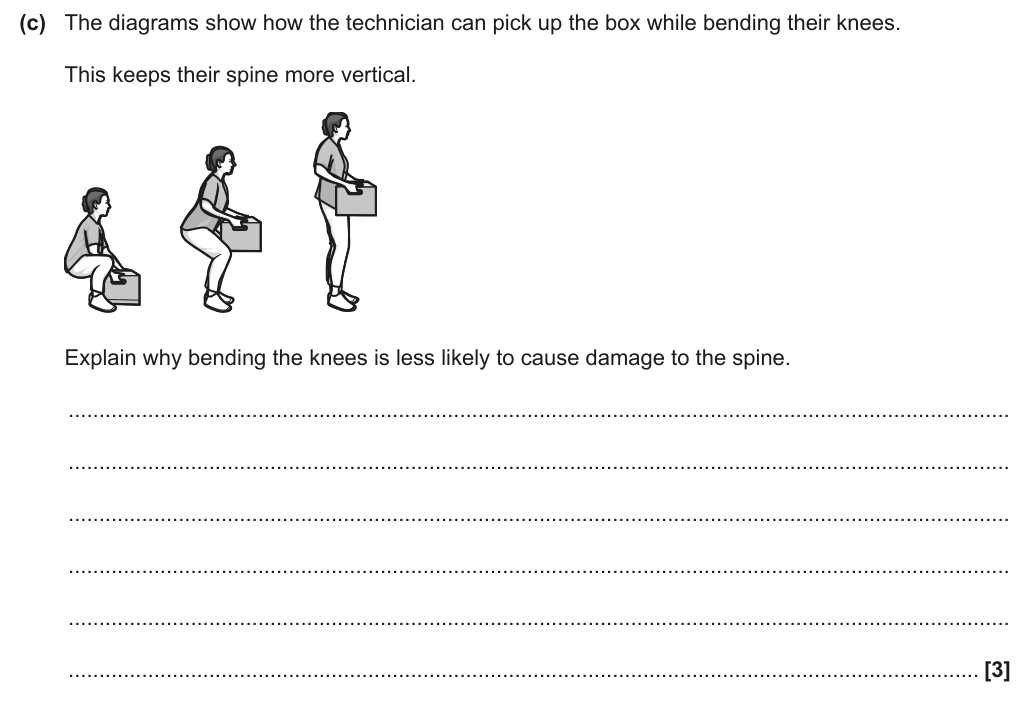 (c) The diagrams show how the technician can pick up the box while bending their knees.
This keeps their spine more vertical.
Explain why bending the knees is less likely to cause damage to the spine.
[3]